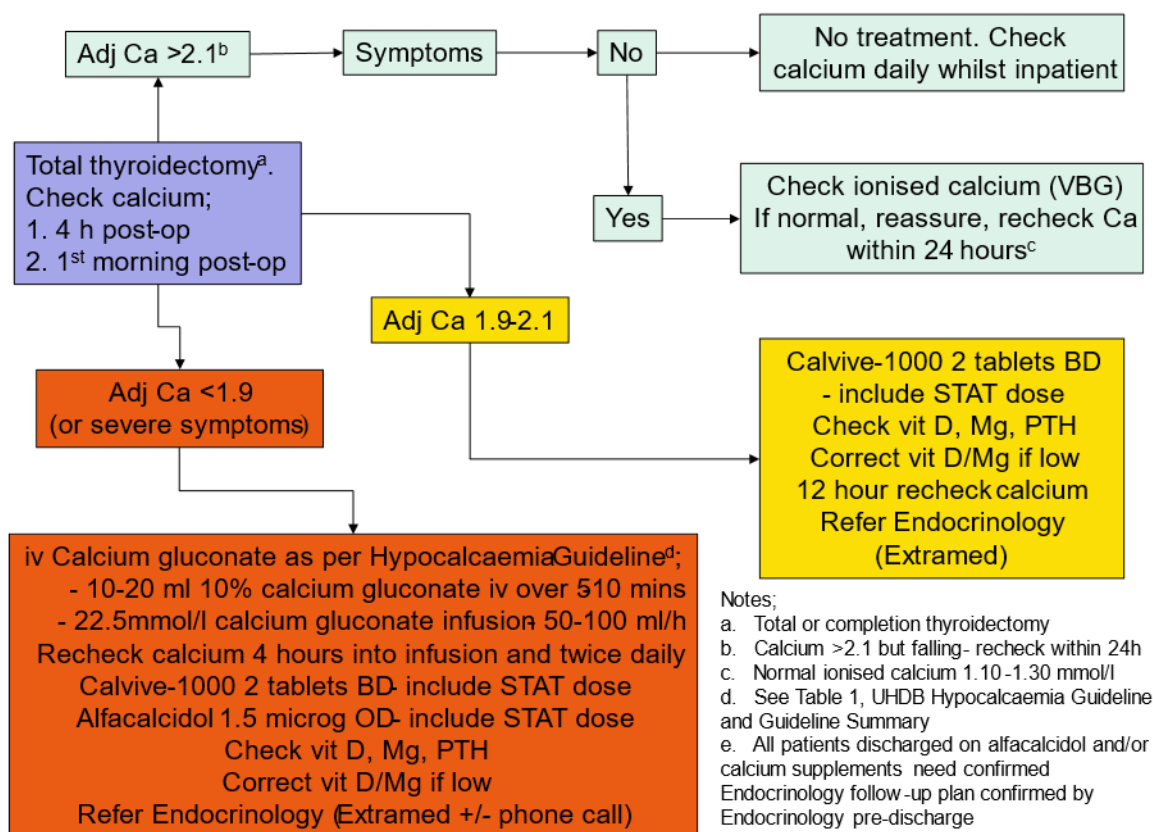 Adj Ca >2.1ᵇ
Symptoms
No
No treatment. Check
calcium daily whilst inpatient
Total thyroidectomyᵃ.
Check calcium;
1. 4 h post-op
2. 1ˢᵗ morning post-op
Yes
Check ionised calcium (VBG)
If normal, reassure, recheck Ca
within 24 hoursᶜ
Adj Ca 1.9-2.1
Adj Ca <1.9
(or severe symptoms)
Calvive-1000 2 tablets BD
- include STAT dose
Check vit D, Mg, PTH
Correct vit D/Mg if low
12 hour recheck calcium
Refer Endocrinology
(Extramed)
iv Calcium gluconate as per Hypocalcaemia Guidelineᵈ;
- 10-20 ml 10% calcium gluconate iv over 5-10 mins
- 22.5mmol/l calcium gluconate infusion - 50-100 ml/h
Recheck calcium 4 hours into infusion and twice daily
Calvive-1000 2 tablets BD - include STAT dose
Alfacalcidol 1.5 microg OD - include STAT dose
Check vit D, Mg, PTH
Correct vit D/Mg if low
Refer Endocrinology (Extramed +/- phone call)
Notes;
a. Total or completion thyroidectomy
b. Calcium >2.1 but falling - recheck within 24h
c. Normal ionised calcium 1.10 -1.30 mmol/l
d. See Table 1, UHDB Hypocalcaemia Guideline
and Guideline Summary
e. All patients discharged on alfacalcidol and/or
calcium supplements need confirmed
Endocrinology follow-up plan confirmed by
Endocrinology pre-discharge